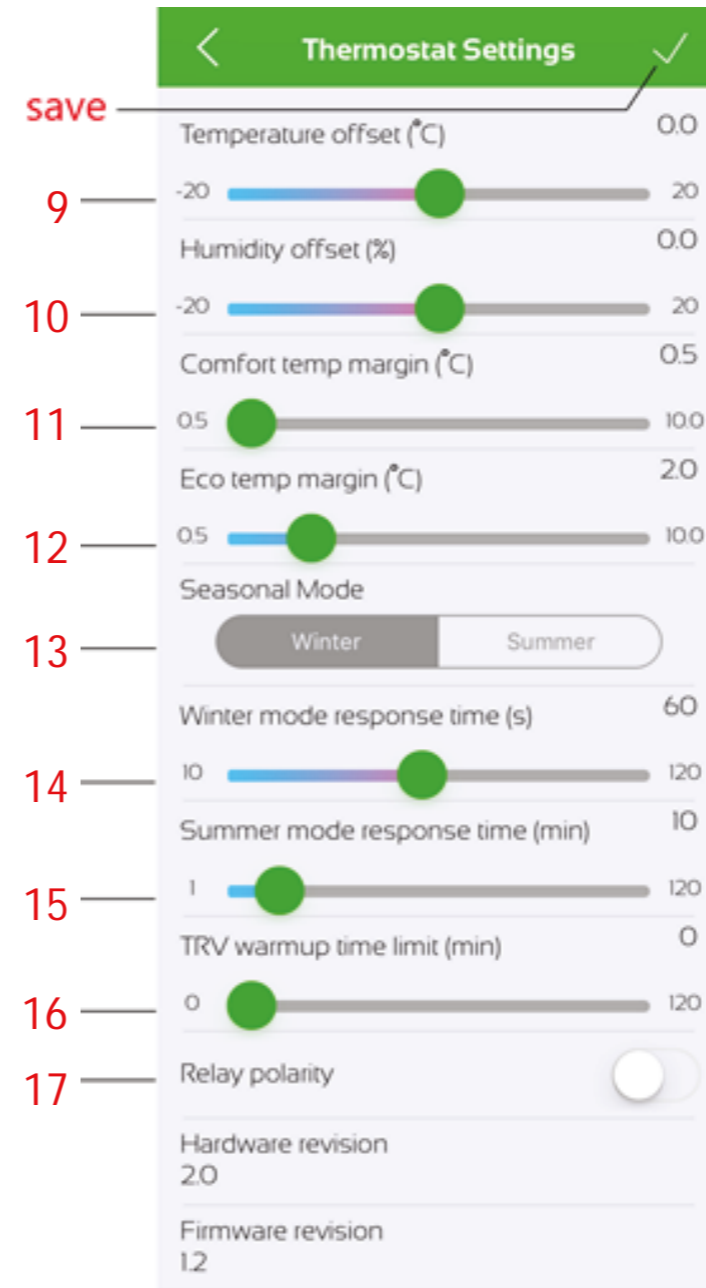 Thermostat Settings
save
Temperature offset (°C) 0.0
9 -20 20
Humidity offset (%) 0.0
10 -20 20
Comfort temp margin (°C) 0.5
11 0.5 10.0
Eco temp margin (°C) 2.0
12 0.5 10.0
Seasonal Mode
13 Winter Summer
Winter mode response time (s) 60
14 10 120
Summer mode response time (min) 10
15 1 120
TRV warmup time limit (min) 0
16 0 120
17 Relay polarity
Hardware revision
2.0
Firmware revision
1.2